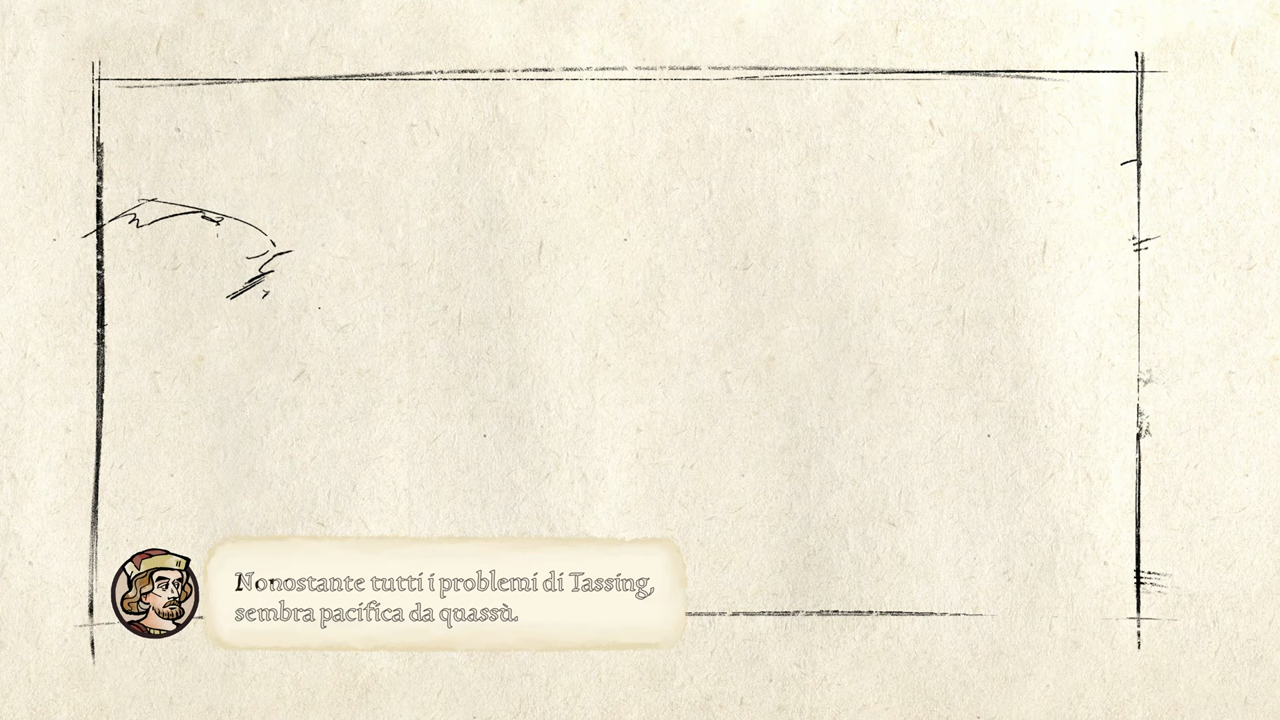 Nonostante tutti i problemi di Tassing,
sembra pacifica da quassù.